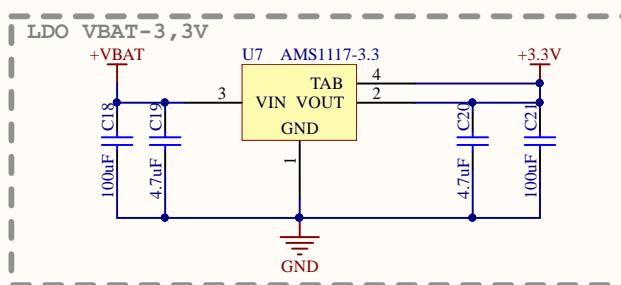 LDO VBAT-3,3V
+VBAT
U7 AMS1117-3.3
+3.3V
TAB 4
3 VIN VOUT 2
GND
1
C18
100uF
C19
4.7uF
C20
4.7uF
C21
100uF
GND